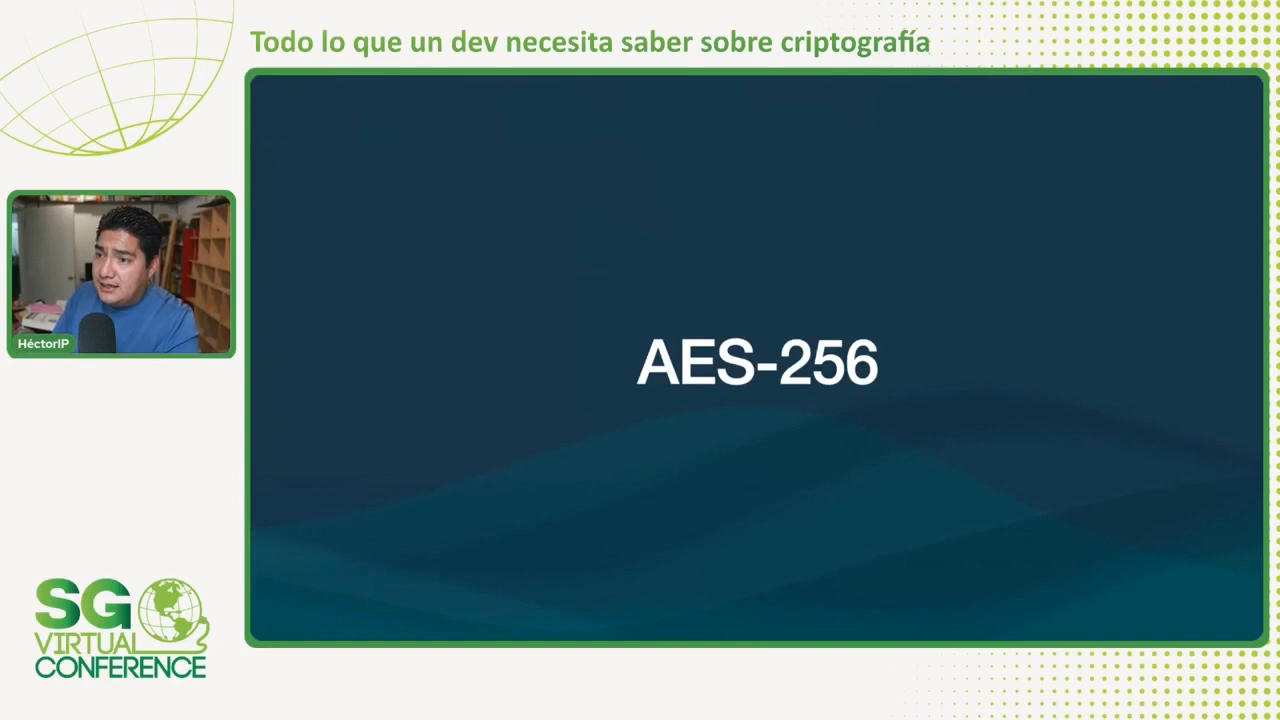 Todo lo que un dev necesita saber sobre criptografía
HéctorIP
AES-256
SG
VIRTUAL
CONFERENCE